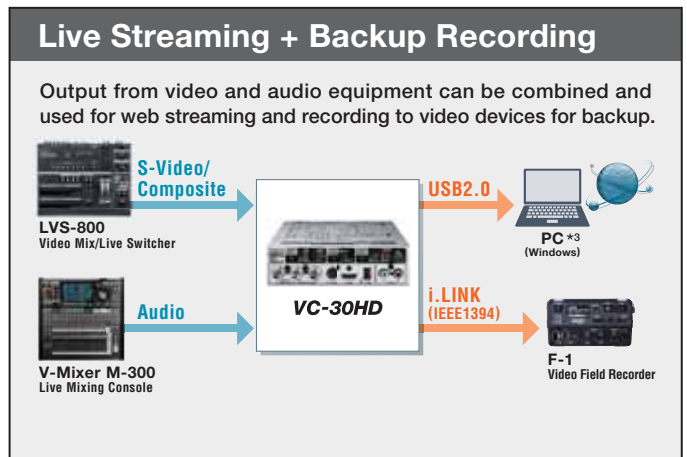 Live Streaming + Backup Recording
Output from video and audio equipment can be combined and
used for web streaming and recording to video devices for backup.
S-Video/
Composite
LVS-800
Video Mix/Live Switcher
Audio
V-Mixer M-300
Live Mixing Console
VC-30HD
USB2.0
PC *3
(Windows)
i.LINK
(IEEE1394)
F-1
Video Field Recorder